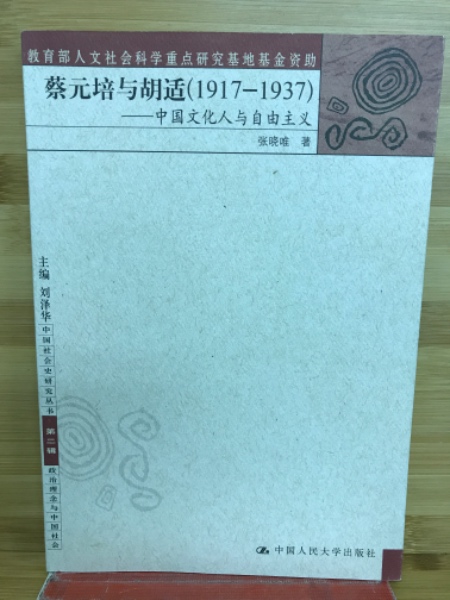 教育部人文社会科学重点研究基地基金资助
蔡元培与胡适(1917—1937)
——中国文化人与自由主义
张晓唯 著
主编 刘泽华
中国社会史研究丛书
第二辑
政治理念与中国社会
中国人民大学出版社